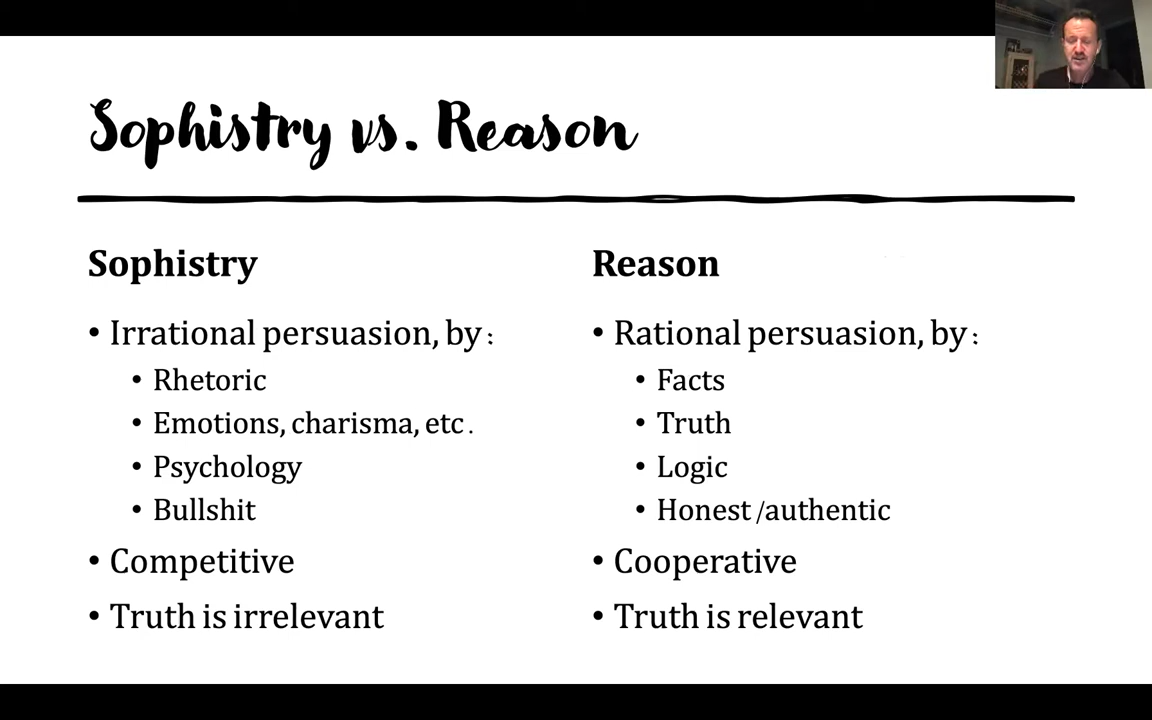 Sophistry vs. Reason
Sophistry
• Irrational persuasion, by:
• Rhetoric
• Emotions, charisma, etc.
• Psychology
• Bullshit
• Competitive
• Truth is irrelevant
Reason
• Rational persuasion, by:
• Facts
• Truth
• Logic
• Honest/authentic
• Cooperative
• Truth is relevant